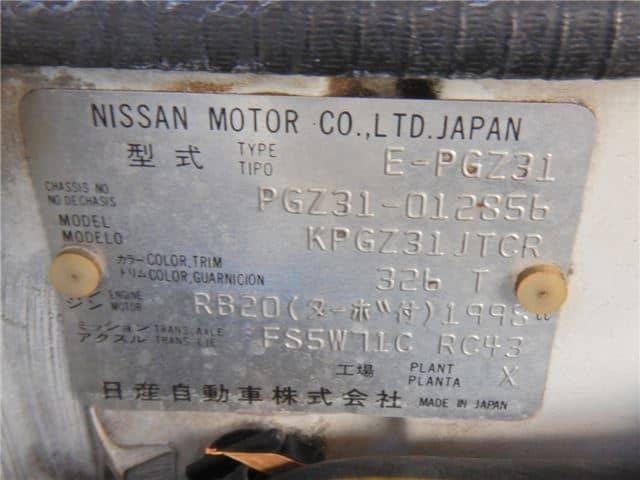 NISSAN MOTOR CO.,LTD.JAPAN
型式 TYPE TIPO E-PGZ31
CHASSIS NO. NO DE CHASIS PGZ31-012856
MODEL MODELO KPGZ31JTCR
カラー COLOR,TRIM トリム COLOR,GUARNICION 326 T
エンジン ENGINE MOTOR RB20(ターボ付)1998cc
ミッション TRANS. AXLE アクスル TRANS-EJE FS5W71C RC43
工場 PLANT PLANTA X
日産自動車株式会社 MADE IN JAPAN